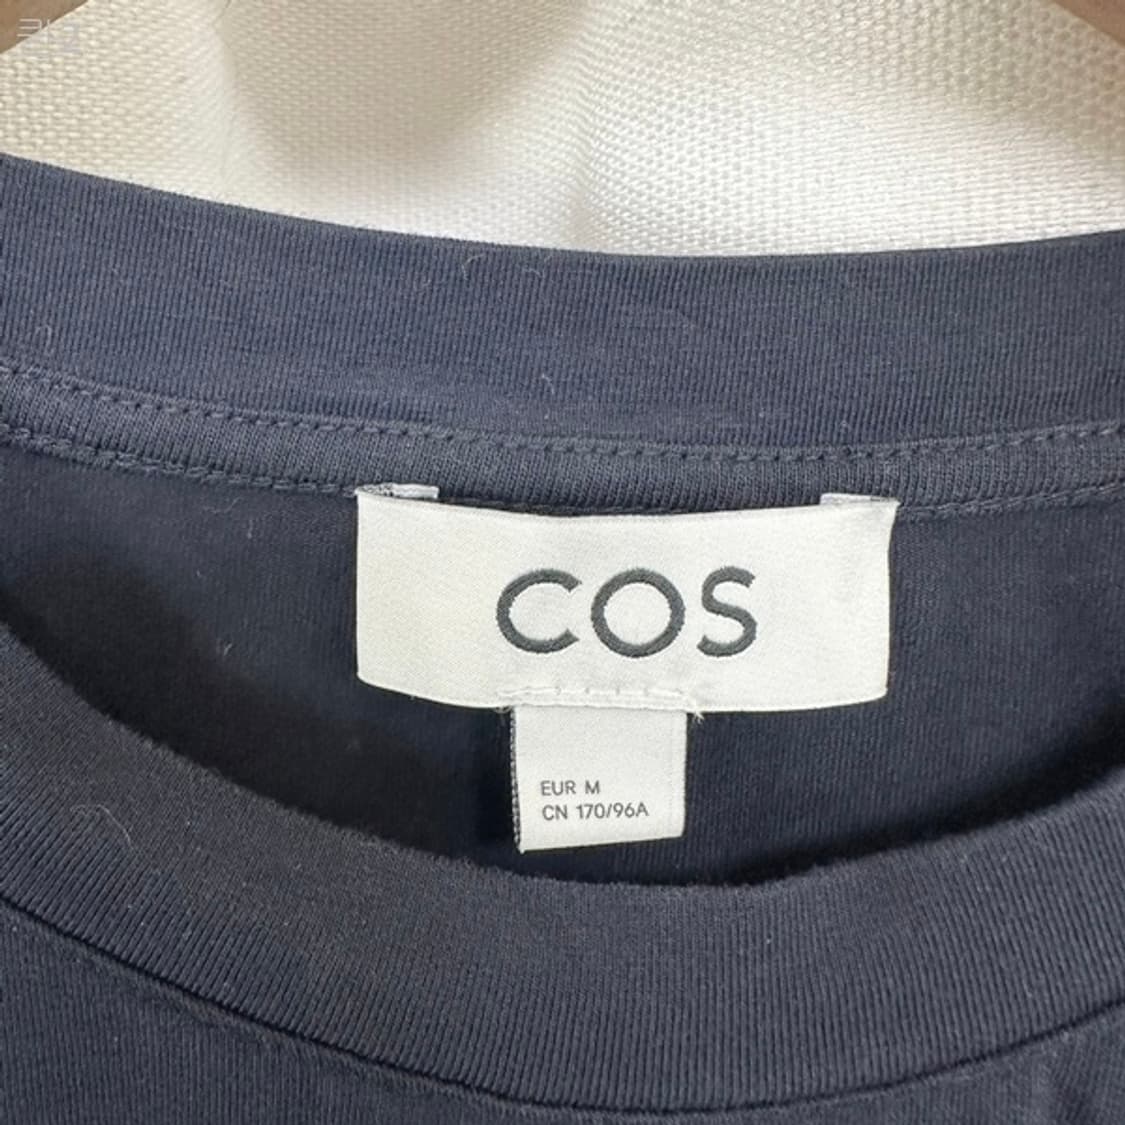 COS
EUR M
CN 170/96A